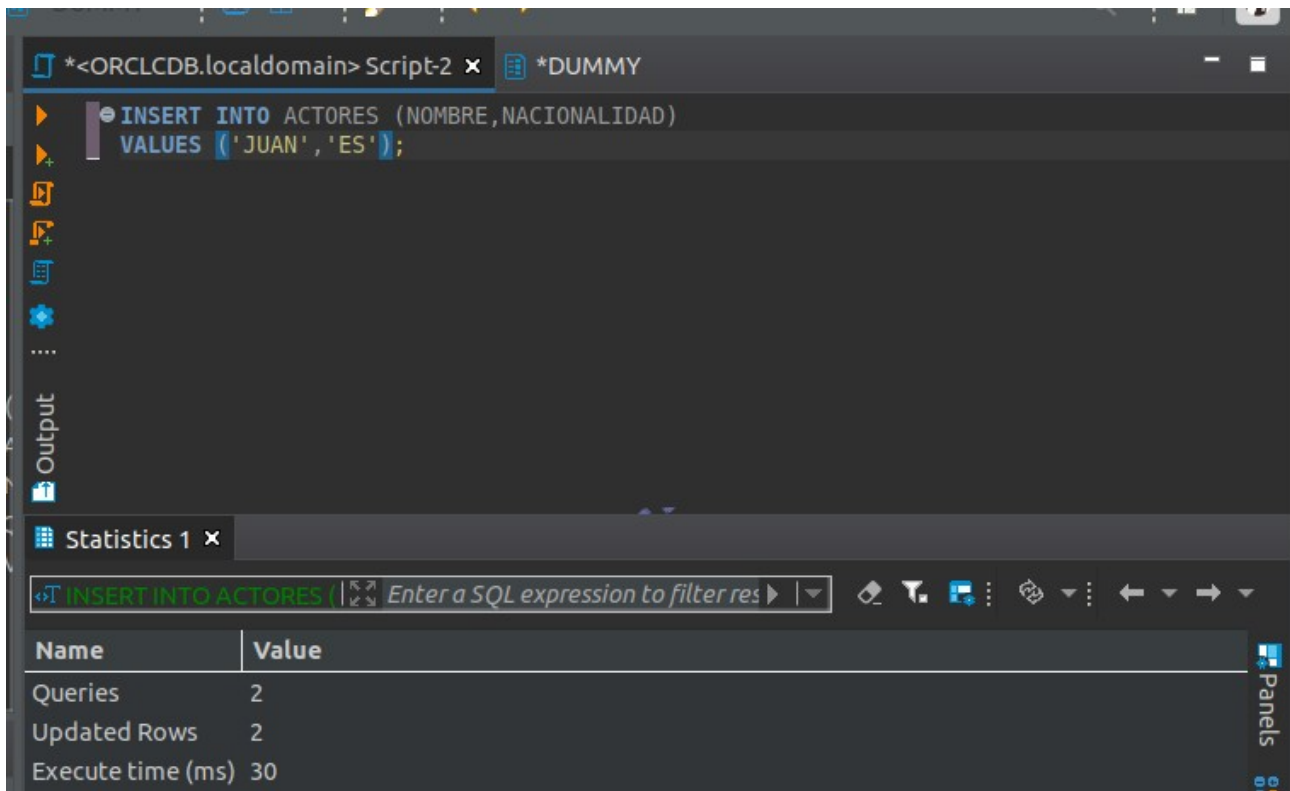 *<ORCLCDB.localdomain> Script-2
*DUMMY
INSERT INTO ACTORES (NOMBRE,NACIONALIDAD)
VALUES ('JUAN','ES');
Output
Statistics 1
INSERT INTO ACTORES ( Enter a SQL expression to filter res
Name Value
Queries 2
Updated Rows 2
Execute time (ms) 30
Panels